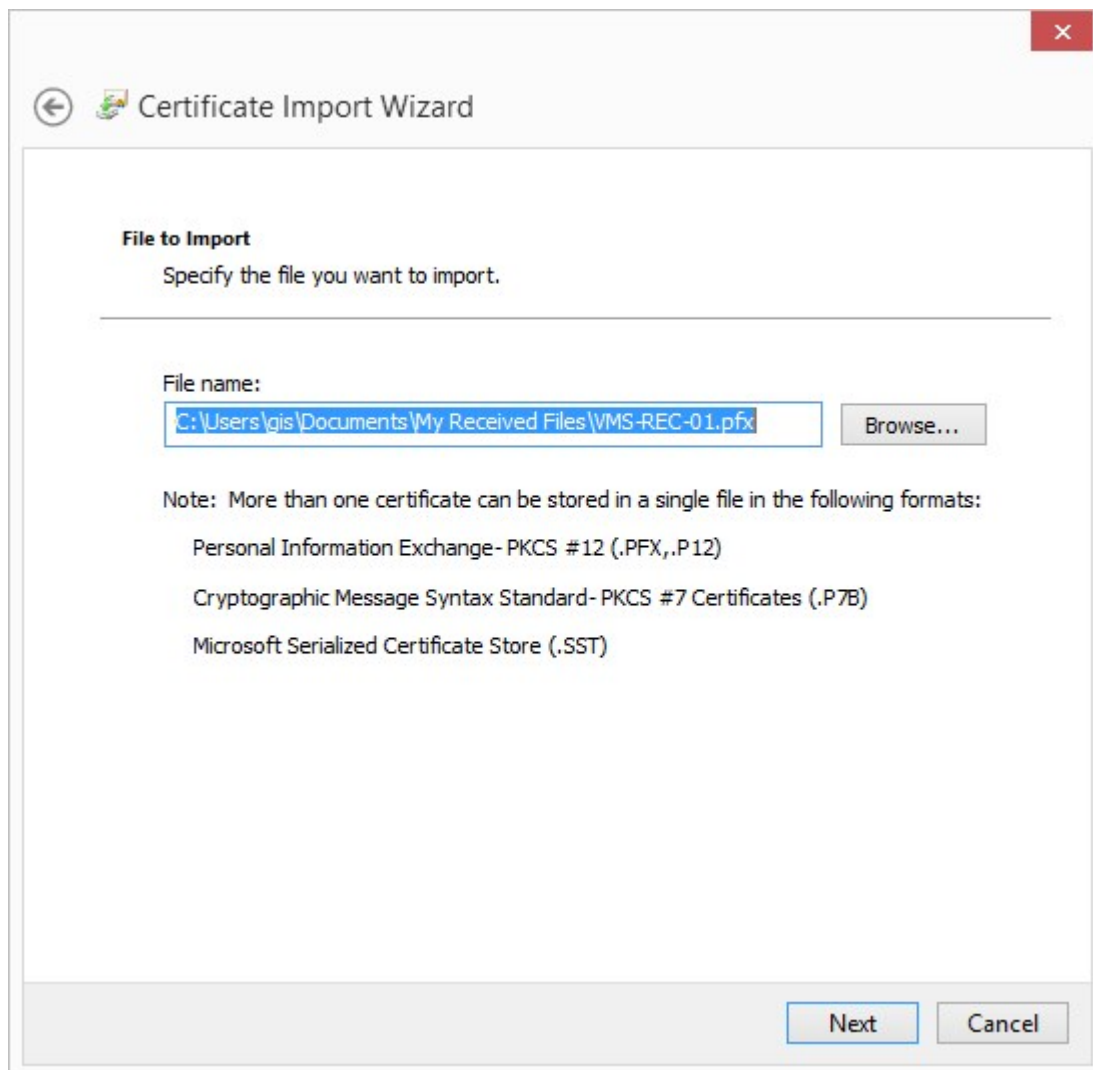 Certificate Import Wizard
File to Import
Specify the file you want to import.
File name:
C:\Users\gis\Documents\My Received Files\VMS-REC-01.pfx
Browse...
Note:  More than one certificate can be stored in a single file in the following formats:
Personal Information Exchange- PKCS #12 (.PFX,.P12)
Cryptographic Message Syntax Standard- PKCS #7 Certificates (.P7B)
Microsoft Serialized Certificate Store (.SST)
Next
Cancel